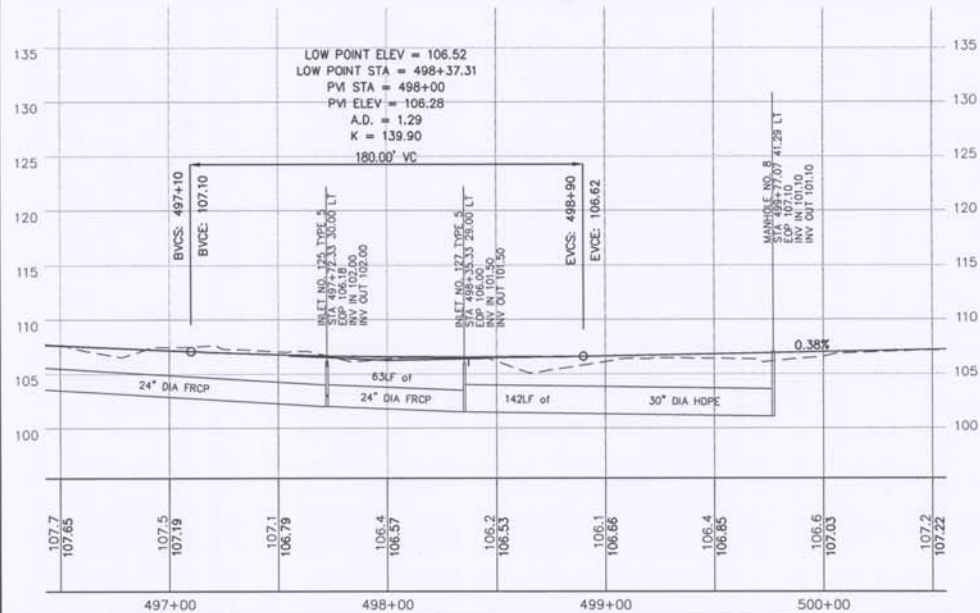 135
130
125
120
115
110
105
100
LOW POINT ELEV = 106.52
LOW POINT STA = 498+37.31
PVI STA = 498+00
PVI ELEV = 106.28
A.D. = 1.29
K = 139.90
180.00' VC
BVCS: 497+10
BVCE: 107.10
INLET NO. 125 TYPE 5
STA 497+72.33 30.00 LT
EOP 106.18
INV IN 102.00
INV OUT 102.00
INLET NO. 127 TYPE 5
STA 498+35.33 29.00 LT
EOP 106.00
INV IN 101.50
INV OUT 101.50
EVCS: 498+90
EVCE: 106.62
MANHOLE NO. 8
STA 499+77.07 41.29 LT
EOP 107.10
INV IN 101.10
INV OUT 101.10
135
130
125
120
115
110
105
100
0.38%
24" DIA FRCP
63LF of
24" DIA FRCP
142LF of
30" DIA HDPE
107.7
107.65
107.5
107.19
107.1
106.79
106.4
106.57
106.2
106.53
106.1
106.66
106.4
106.85
106.6
107.03
107.2
107.22
497+00
498+00
499+00
500+00